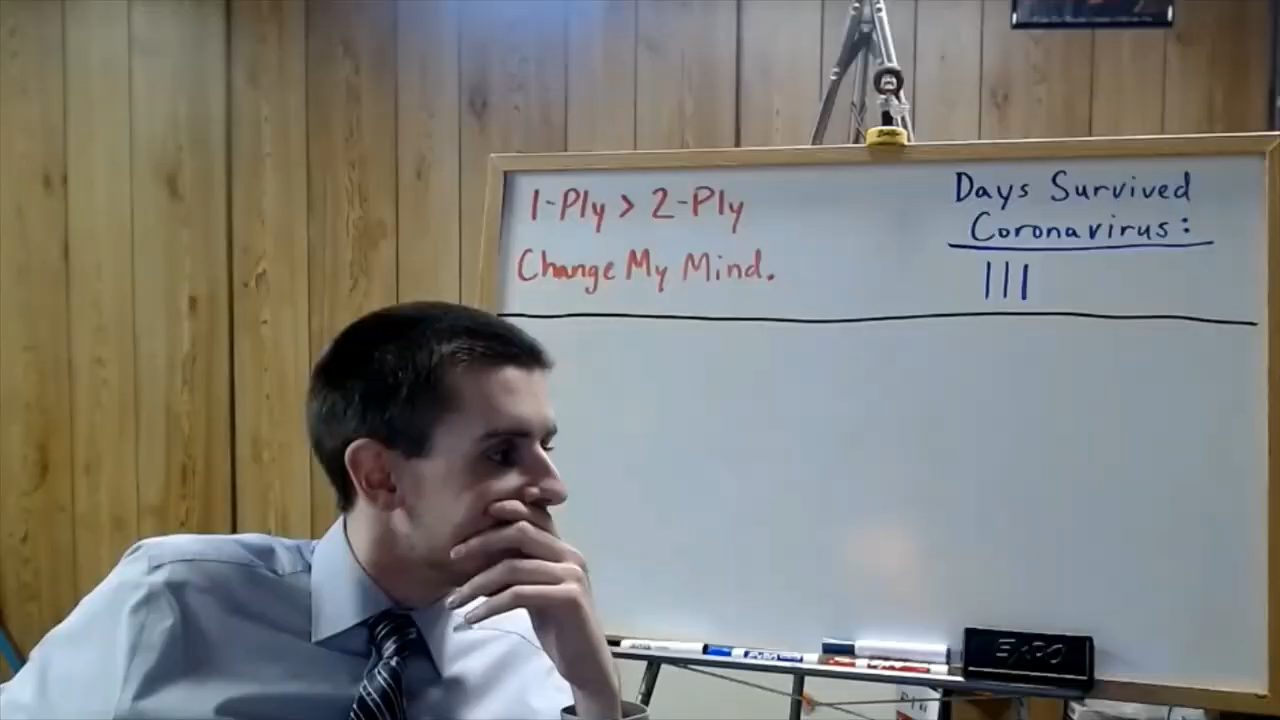 1-Ply > 2-Ply
Change My Mind.
Days Survived
Coronavirus:
|||
EXPO